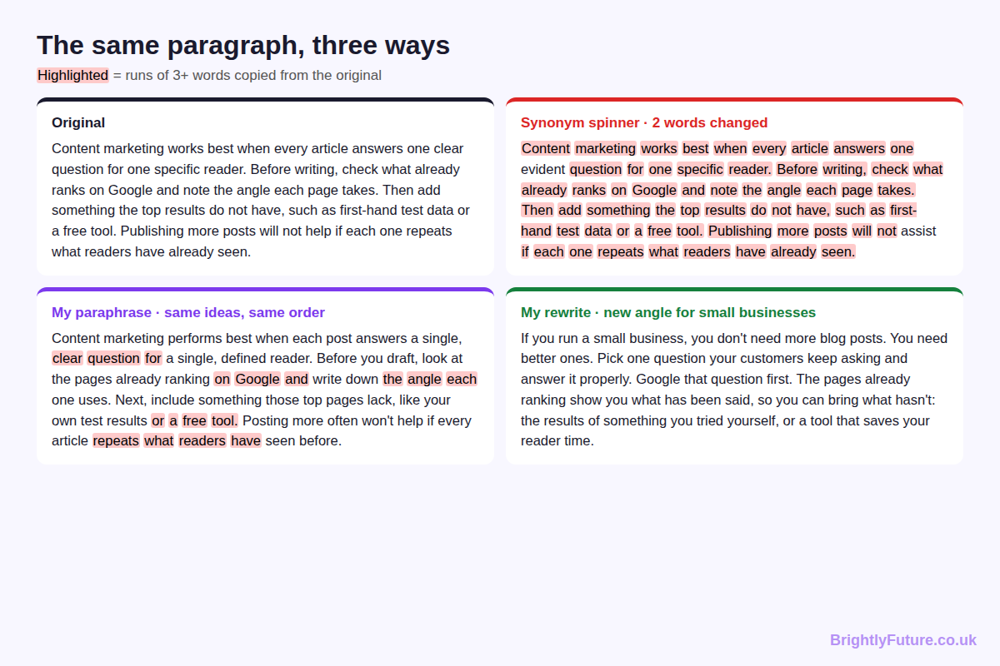 The same paragraph, three ways
Highlighted = runs of 3+ words copied from the original
Original
Content marketing works best when every article answers one clear
question for one specific reader. Before writing, check what already
ranks on Google and note the angle each page takes. Then add
something the top results do not have, such as first-hand test data or
a free tool. Publishing more posts will not help if each one repeats
what readers have already seen.
Synonym spinner · 2 words changed
Content marketing works best when every article answers one
evident question for one specific reader. Before writing, check what
already ranks on Google and note the angle each page takes.
Then add something the top results do not have, such as first-
hand test data or a free tool. Publishing more posts will not assist
if each one repeats what readers have already seen.
My paraphrase · same ideas, same order
Content marketing performs best when each post answers a single,
clear question for a single, defined reader. Before you draft, look at
the pages already ranking on Google and write down the angle each
one uses. Next, include something those top pages lack, like your
own test results or a free tool. Posting more often won't help if every
article repeats what readers have seen before.
My rewrite · new angle for small businesses
If you run a small business, you don't need more blog posts. You need
better ones. Pick one question your customers keep asking and
answer it properly. Google that question first. The pages already
ranking show you what has been said, so you can bring what hasn't:
the results of something you tried yourself, or a tool that saves your
reader time.
BrightlyFuture.co.uk